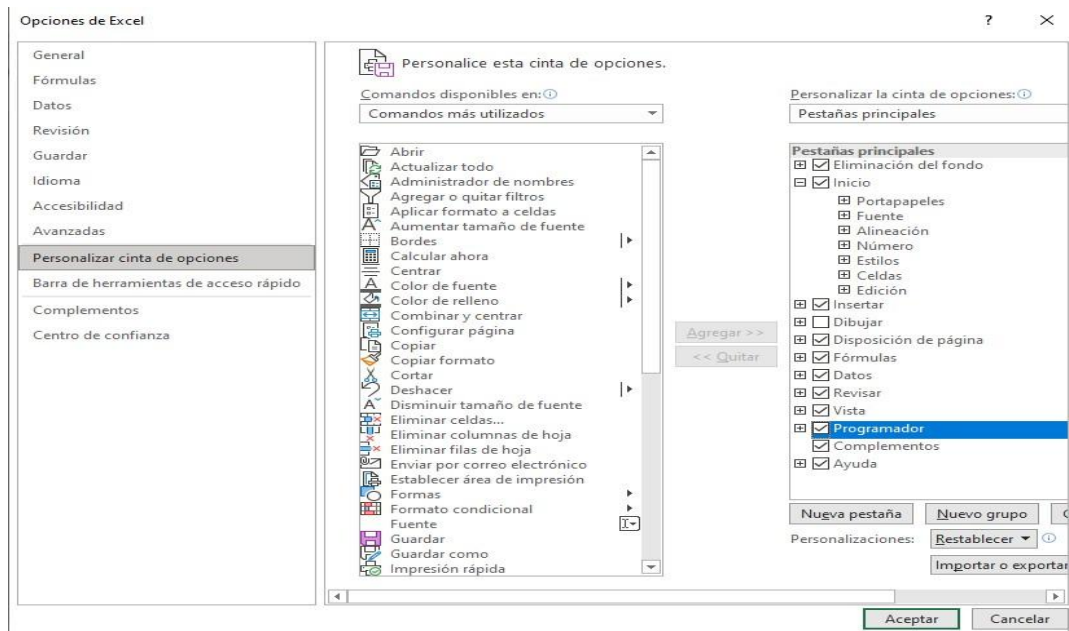 Opciones de Excel
General
Fórmulas
Datos
Revisión
Guardar
Idioma
Accesibilidad
Avanzadas
Personalizar cinta de opciones
Barra de herramientas de acceso rápido
Complementos
Centro de confianza
Personalice esta cinta de opciones.
Comandos disponibles en:
Comandos más utilizados
Abrir
Actualizar todo
Administrador de nombres
Agregar o quitar filtros
Aplicar formato a celdas
Aumentar tamaño de fuente
Bordes
Calcular ahora
Centrar
Color de fuente
Color de relleno
Combinar y centrar
Configurar página
Copiar
Copiar formato
Cortar
Deshacer
Disminuir tamaño de fuente
Eliminar celdas...
Eliminar columnas de hoja
Eliminar filas de hoja
Enviar por correo electrónico
Establecer área de impresión
Formas
Formato condicional
Fuente
Guardar
Guardar como
Impresión rápida
Agregar >>
<< Quitar
Personalizar la cinta de opciones:
Pestañas principales
Pestañas principales
Eliminación del fondo
Inicio
Portapapeles
Fuente
Alineación
Número
Estilos
Celdas
Edición
Insertar
Dibujar
Disposición de página
Fórmulas
Datos
Revisar
Vista
Programador
Complementos
Ayuda
Nueva pestaña
Nuevo grupo
Personalizaciones:
Restablecer
Importar o exportar
Aceptar
Cancelar